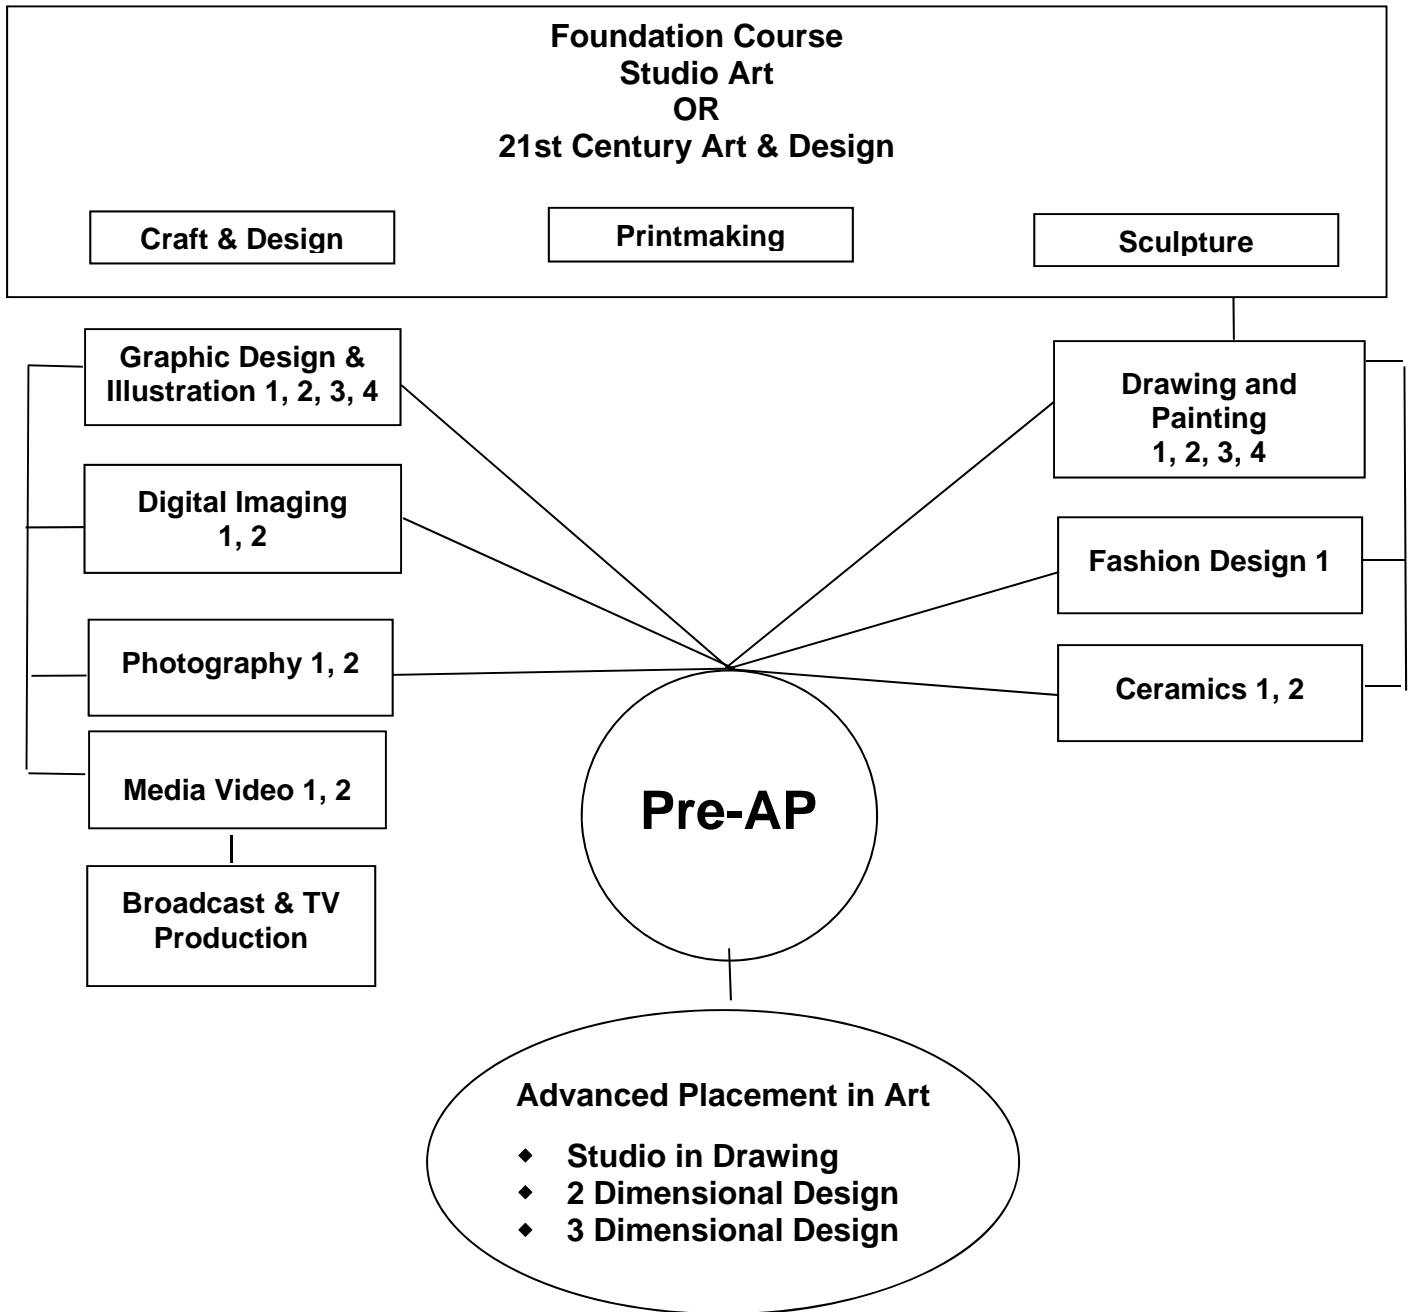 Foundation Course
Studio Art
OR
21st Century Art & Design
Craft & Design
Printmaking
Sculpture
Graphic Design &
Illustration 1, 2, 3, 4
Digital Imaging
1, 2
Photography 1, 2
Media Video 1, 2
Broadcast & TV
Production
Drawing and
Painting
1, 2, 3, 4
Fashion Design 1
Ceramics 1, 2
Pre-AP
Advanced Placement in Art
◆ Studio in Drawing
◆ 2 Dimensional Design
◆ 3 Dimensional Design